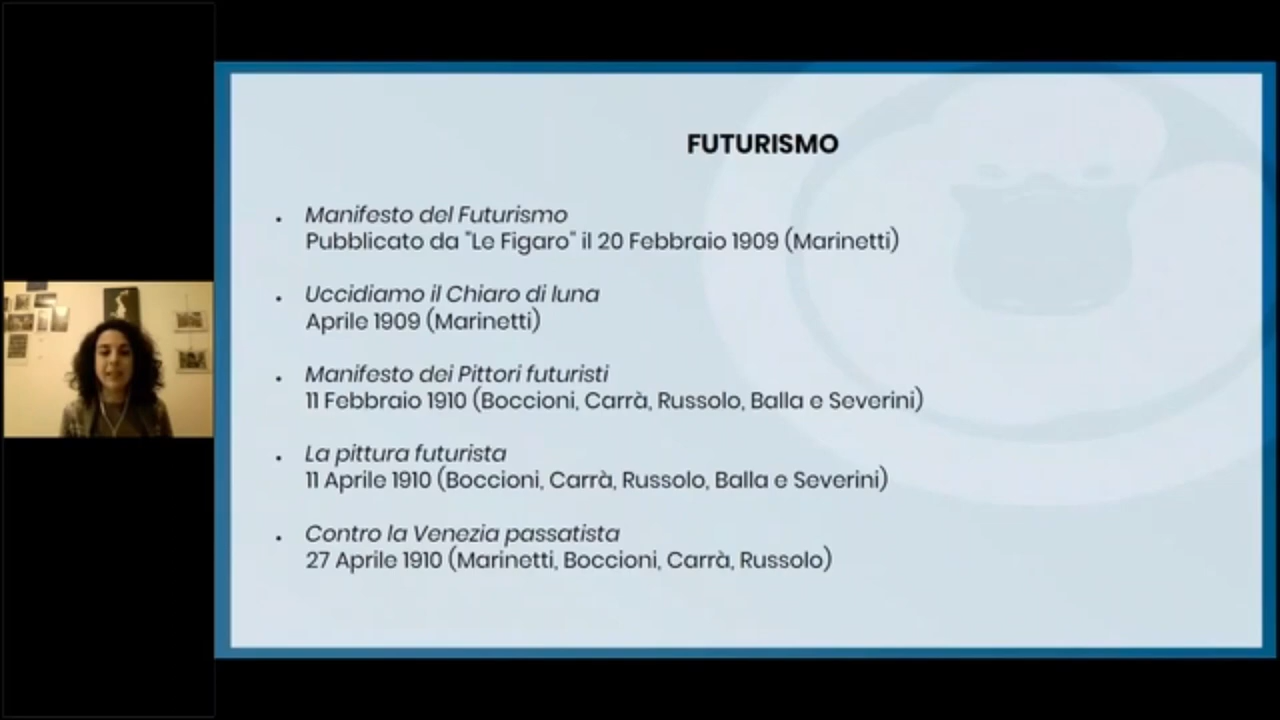 FUTURISMO
. Manifesto del Futurismo
Pubblicato da "Le Figaro" il 20 Febbraio 1909 (Marinetti)
. Uccidiamo il Chiaro di luna
Aprile 1909 (Marinetti)
. Manifesto dei Pittori futuristi
11 Febbraio 1910 (Boccioni, Carrà, Russolo, Balla e Severini)
. La pittura futurista
11 Aprile 1910 (Boccioni, Carrà, Russolo, Balla e Severini)
. Contro la Venezia passatista
27 Aprile 1910 (Marinetti, Boccioni, Carrà, Russolo)